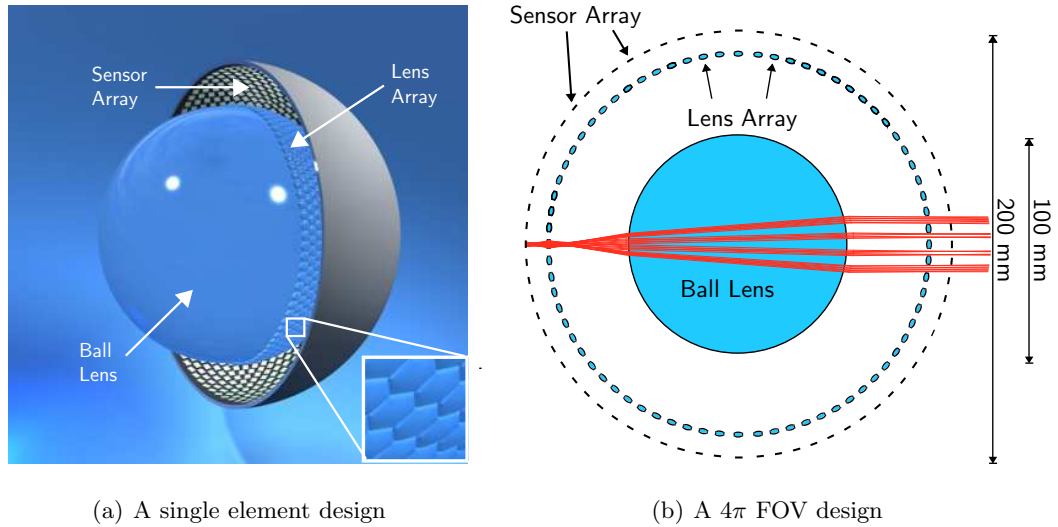 Sensor
Array
Lens
Array
Ball
Lens
Sensor Array
Lens Array
Ball Lens
200 mm
100 mm
(a) A single element design
(b) A 4π FOV design